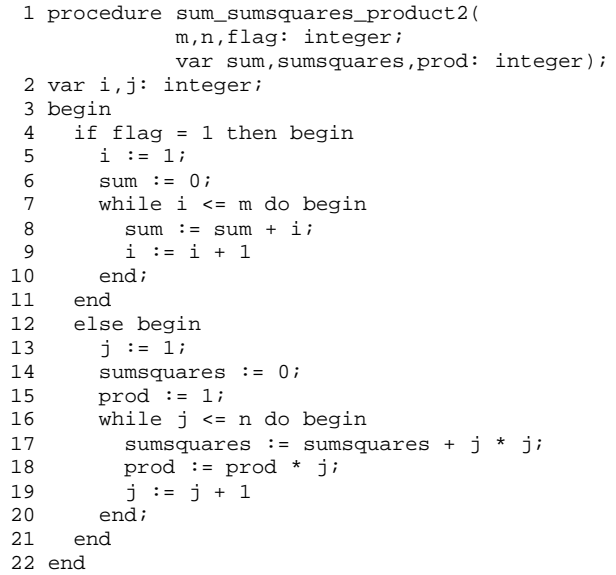 1 procedure sum_sumsquares_product2(
m,n,flag: integer;
var sum,sumsquares,prod: integer);
2 var i,j: integer;
3 begin
4 if flag = 1 then begin
5 i := 1;
6 sum := 0;
7 while i <= m do begin
8 sum := sum + i;
9 i := i + 1
10 end;
11 end
12 else begin
13 j := 1;
14 sumsquares := 0;
15 prod := 1;
16 while j <= n do begin
17 sumsquares := sumsquares + j * j;
18 prod := prod * j;
19 j := j + 1
20 end;
21 end
22 end